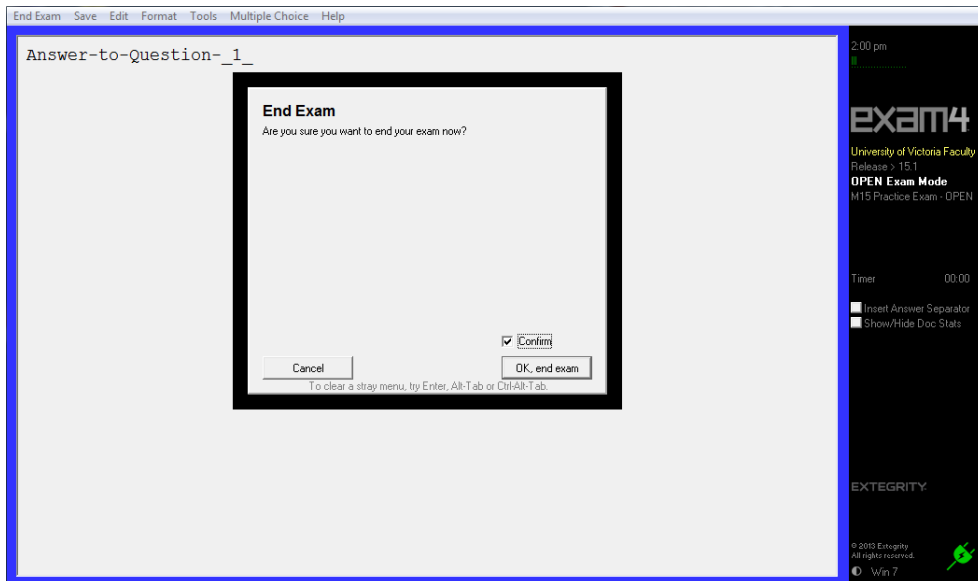 End Exam Save Edit Format Tools Multiple Choice Help
Answer-to-Question-_1_
End Exam
Are you sure you want to end your exam now?
Confirm
Cancel
OK, end exam
To clear a stray menu, try Enter, Alt-Tab or Ctrl-Alt-Tab.
2:00 pm
exam4
University of Victoria Faculty
Release > 15.1
OPEN Exam Mode
M15 Practice Exam - OPEN
Timer 00:00
Insert Answer Separator
Show/Hide Doc Stats
EXTEGRITY
© 2013 Extegrity
All rights reserved.
Win 7